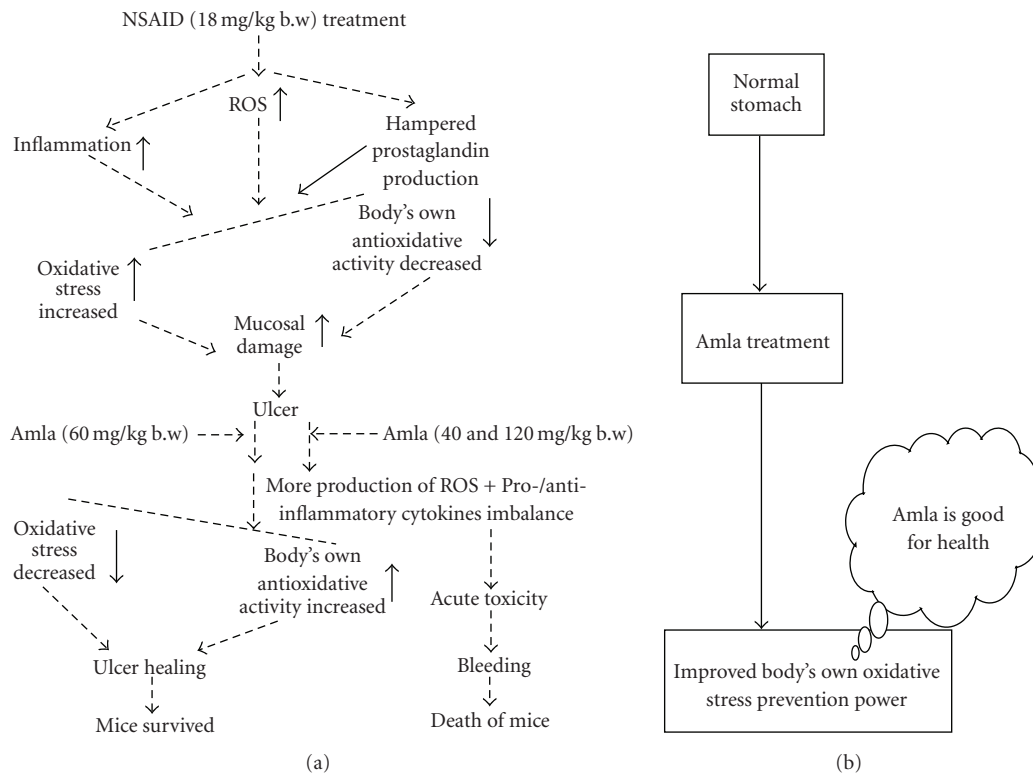 NSAID (18 mg/kg b.w) treatment
ROS
Inflammation
Hampered
prostaglandin
production
Body's own
antioxidative
activity decreased
Oxidative
stress
increased
Mucosal
damage
Ulcer
Amla (60 mg/kg b.w)
Amla (40 and 120 mg/kg b.w)
More production of ROS + Pro-/anti-
inflammatory cytokines imbalance
Oxidative
stress
decreased
Body's own
antioxidative
activity increased
Acute toxicity
Ulcer healing
Bleeding
Mice survived
Death of mice
(a)
Normal
stomach
Amla treatment
Amla is good
for health
Improved body's own oxidative
stress prevention power
(b)